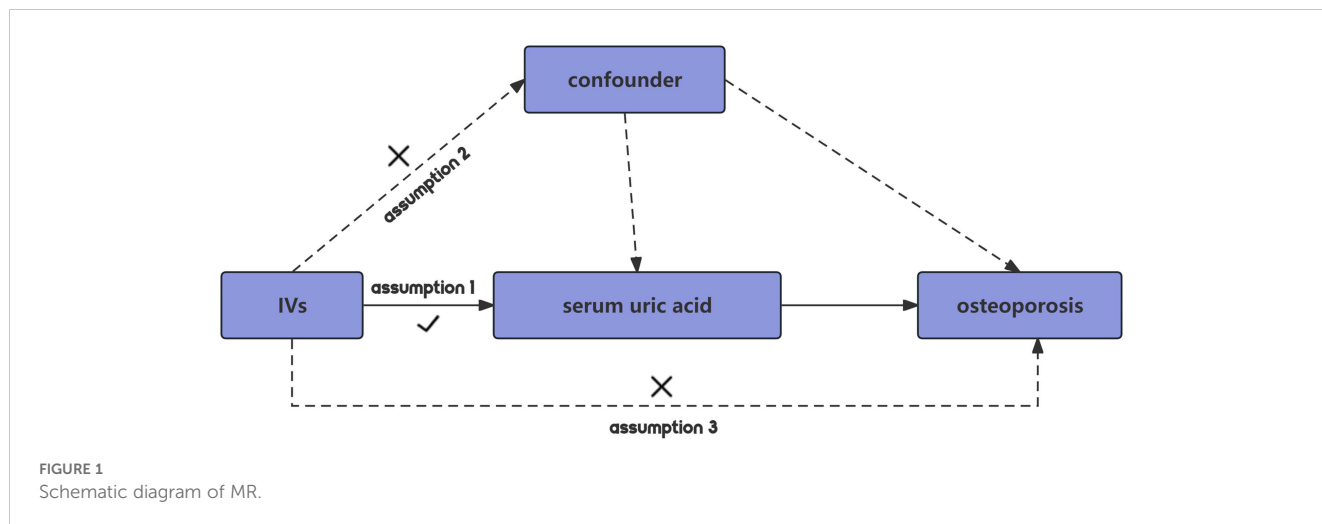 confounder
assumption 2
IVs
assumption 1
serum uric acid
osteoporosis
assumption 3
FIGURE 1
Schematic diagram of MR.